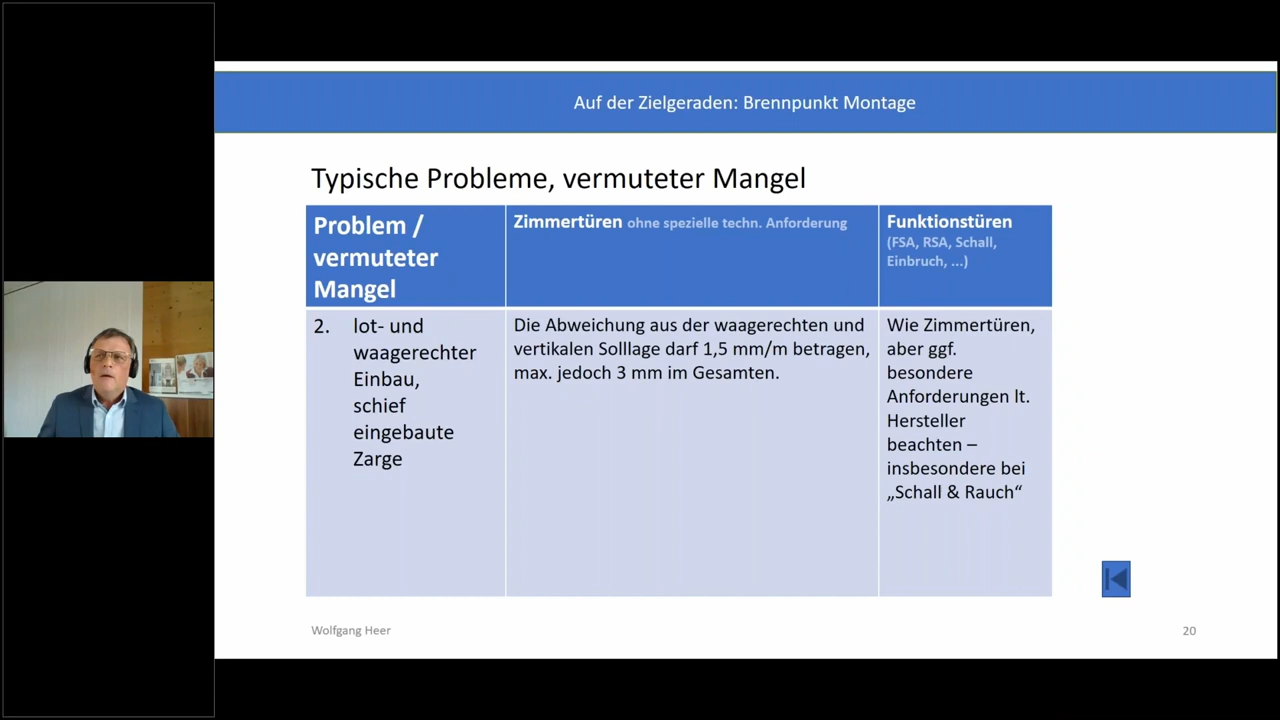 Auf der Zielgeraden: Brennpunkt Montage
Typische Probleme, vermuteter Mangel
Problem /
vermuteter
Mangel
Zimmertüren ohne spezielle techn. Anforderung
Funktionstüren
(FSA, RSA, Schall,
Einbruch, ...)
2. lot- und
waagerechter
Einbau,
schief
eingebaute
Zarge
Die Abweichung aus der waagerechten und
vertikalen Solllage darf 1,5 mm/m betragen,
max. jedoch 3 mm im Gesamten.
Wie Zimmertüren,
aber ggf.
besondere
Anforderungen lt.
Hersteller
beachten –
insbesondere bei
„Schall & Rauch“
Wolfgang Heer
20